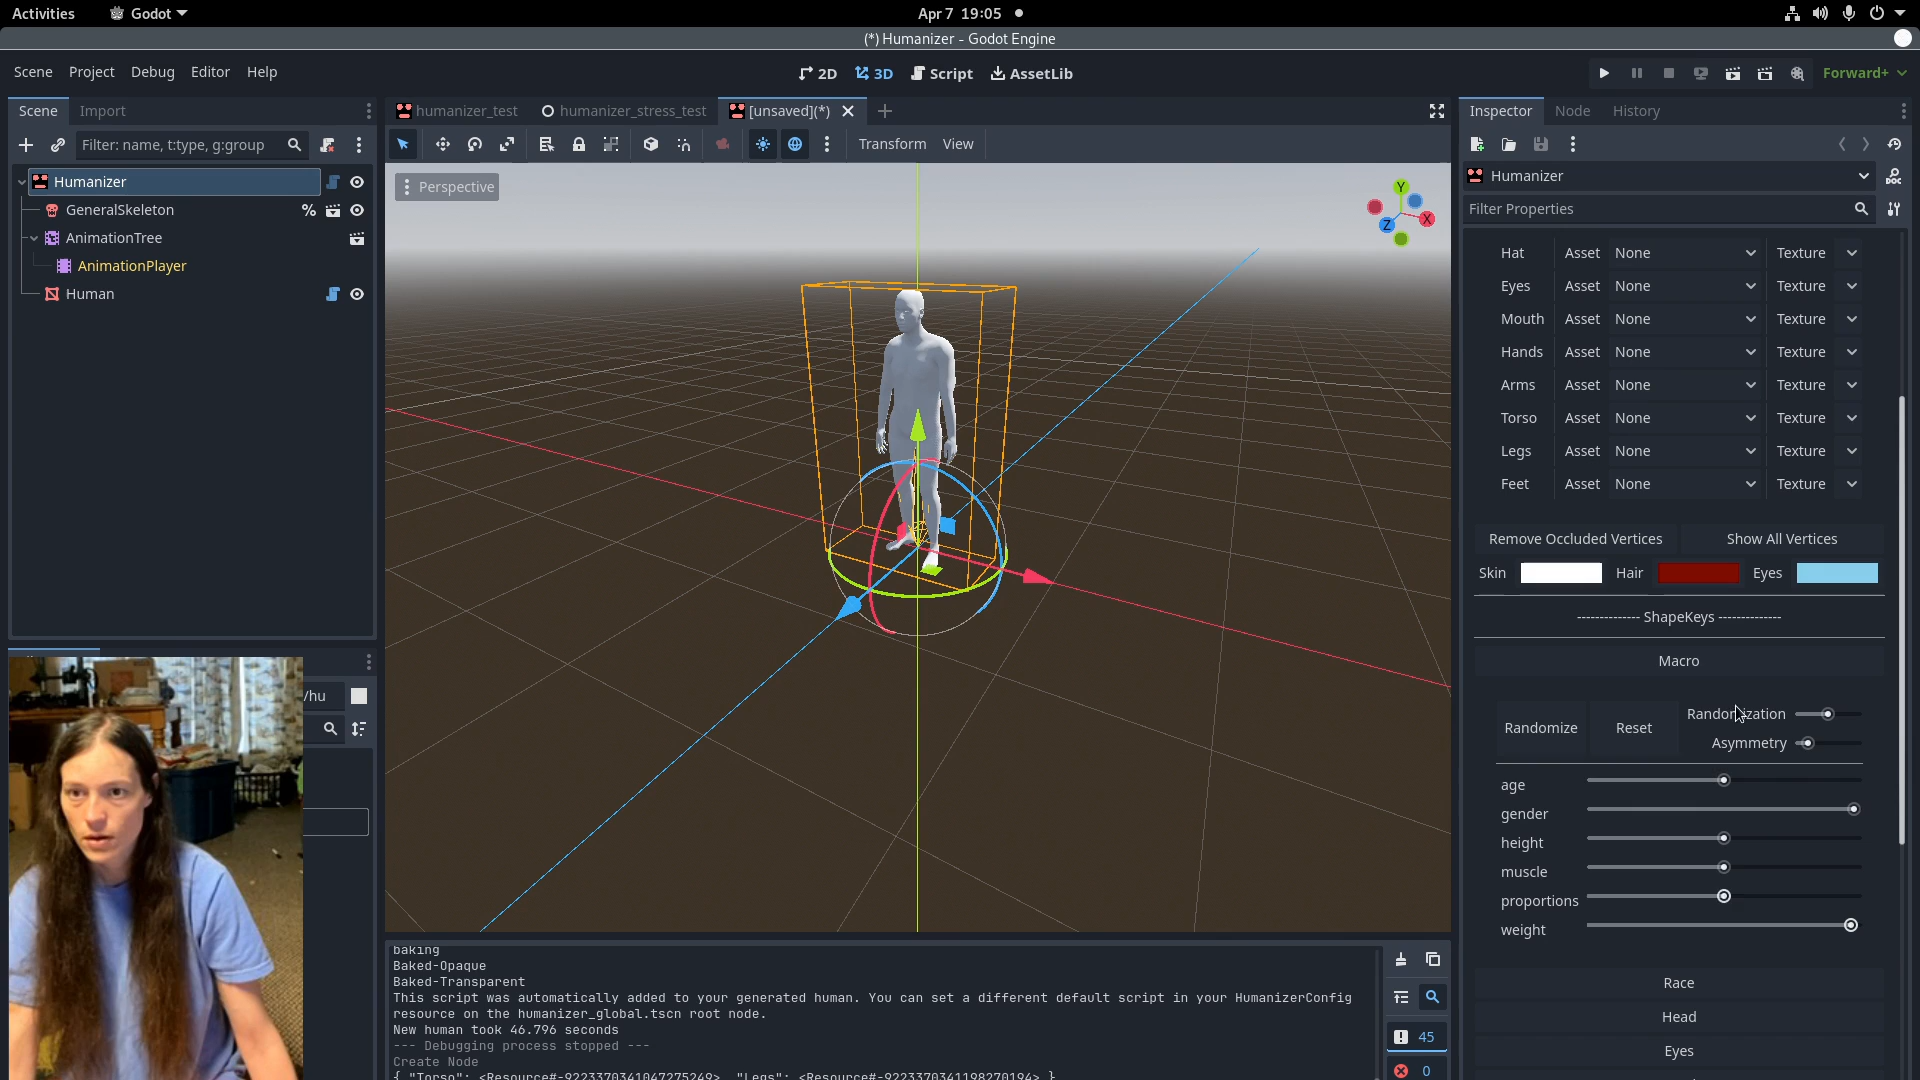 Activities
Godot
Apr 7 19:05
(*) Humanizer - Godot Engine
Scene Project Debug Editor Help
2D 3D Script AssetLib
Forward+
Scene Import
humanizer_test humanizer_stress_test [unsaved](*)
Inspector Node History
Filter: name, t:type, g:group
Transform View
Humanizer
GeneralSkeleton
%
AnimationTree
AnimationPlayer
Human
/hu
Perspective
Y
X
Z
baking
Baked-Opaque
Baked-Transparent
This script was automatically added to your generated human. You can set a different default script in your HumanizerConfig
resource on the humanizer_global.tscn root node.
New human took 46.796 seconds
--- Debugging process stopped ---
Create Node
{ "Torso": <Resource#-9223370341047275249>, "Legs": <Resource#-9223370341198270194> }
45
0
Humanizer
DOC
Filter Properties
Hat Asset None Texture
Eyes Asset None Texture
Mouth Asset None Texture
Hands Asset None Texture
Arms Asset None Texture
Torso Asset None Texture
Legs Asset None Texture
Feet Asset None Texture
Remove Occluded Vertices Show All Vertices
Skin Hair Eyes
-------------- ShapeKeys --------------
Macro
Randomize Reset Randomization
Asymmetry
age
gender
height
muscle
proportions
weight
Race
Head
Eyes